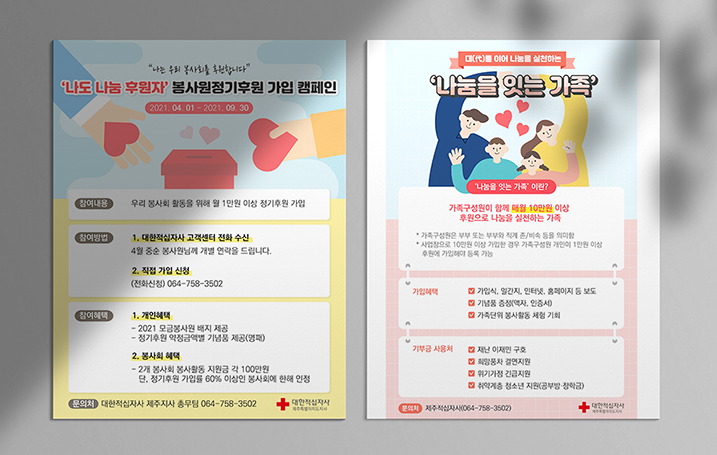 "나는 우리 봉사회를 후원합니다"
'나도 나눔 후원자' 봉사원정기후원 가입 캠페인
2021. 04. 01 - 2021. 09. 30
참여내용
우리 봉사회 활동을 위해 월 1만원 이상 정기후원 가입
참여방법
1. 대한적십자사 고객센터 전화 수신
4월 중순 봉사원님께 개별 연락을 드립니다.
2. 직접 가입 신청
(전화신청) 064-758-3502
참여혜택
1. 개인혜택
- 2021 모금봉사원 배지 제공
- 정기후원 약정금액별 기념품 제공(명패)
2. 봉사회 혜택
- 2개 봉사회 봉사활동 지원금 각 100만원
단, 정기후원 가입률 60% 이상인 봉사회에 한해 인정
문의처 대한적십자사 제주지사 총무팀 064-758-3502
대한적십자사
제주특별자치도지사
대(代)를 이어 나눔을 실천하는
'나눔을 잇는 가족'
'나눔을 잇는 가족' 이란?
가족구성원이 함께 매월 10만원 이상
후원으로 나눔을 실천하는 가족
* 가족구성원은 부부 또는 부부와 직계 존/비속 등을 의미함
* 사업장으로 10만원 이상 가입한 경우 가족구성원 개인이 1만원 이상
후원에 가입해야 등록 가능
가입혜택
가입식, 일간지, 인터넷, 홈페이지 등 보도
기념품 증정(액자, 인증서)
가족단위 봉사활동 체험 기회
기부금 사용처
재난 이재민 구호
희망풍차 결연지원
위기가정 긴급지원
취약계층 청소년 지원(공부방·장학금)
문의처 제주적십자사(064-758-3502)
대한적십자사
제주특별자치도지사